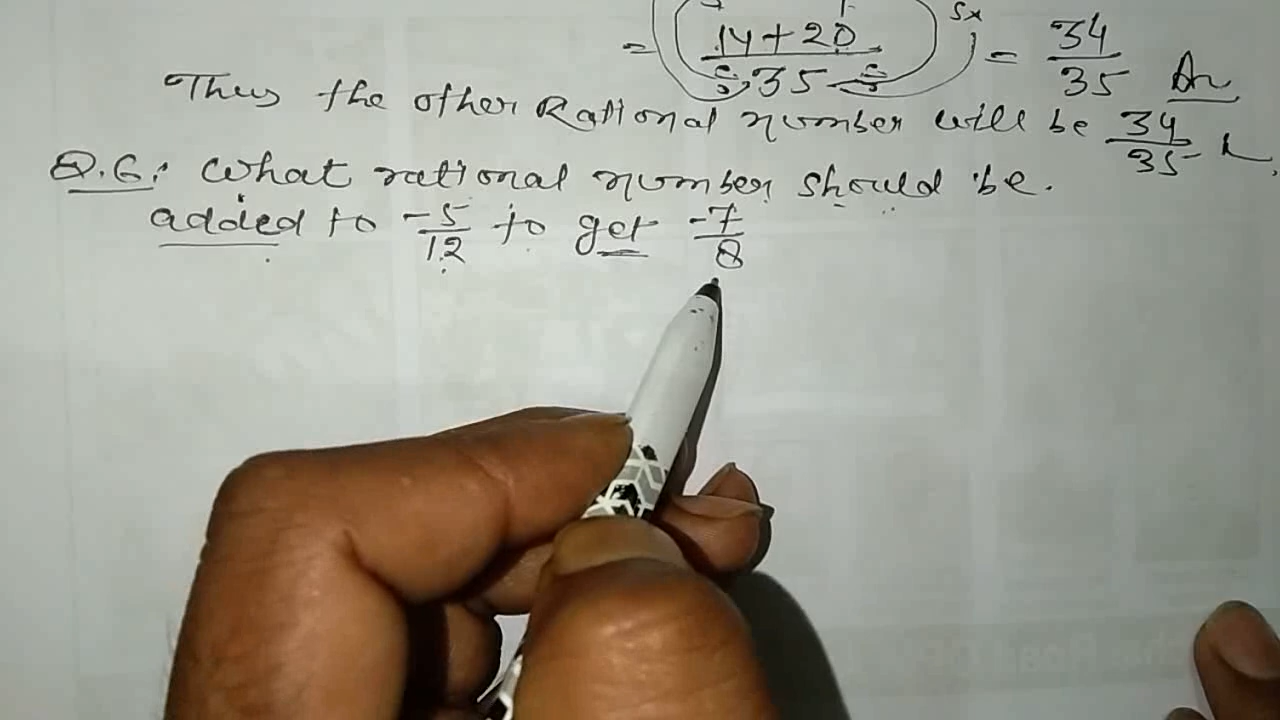 = 14+20/35 = 34/35 An
Thus the other Rational number will be 34/35
Q.6: What rational number should be.
added to -5/12 to get -7/8